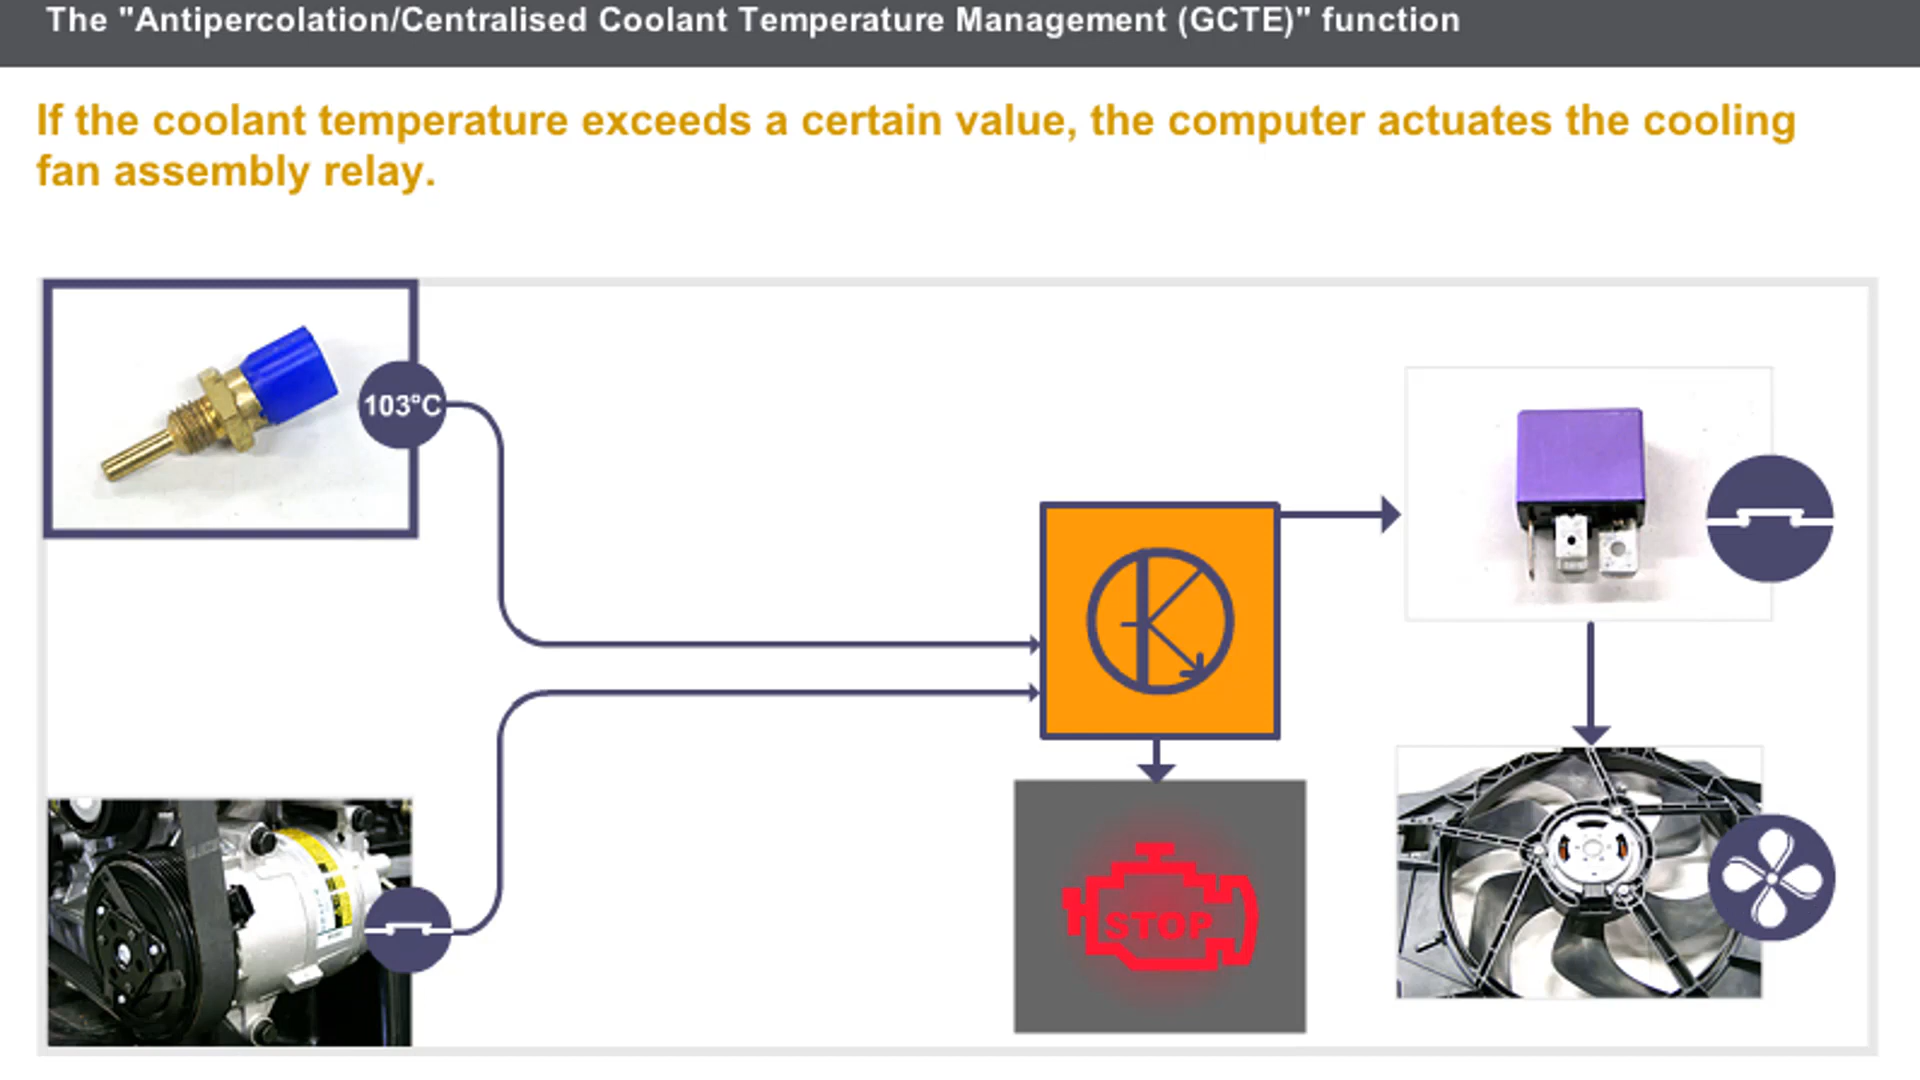 The "Antipercolation/Centralised Coolant Temperature Management (GCTE)" function
If the coolant temperature exceeds a certain value, the computer actuates the cooling
fan assembly relay.
103°C
STOP